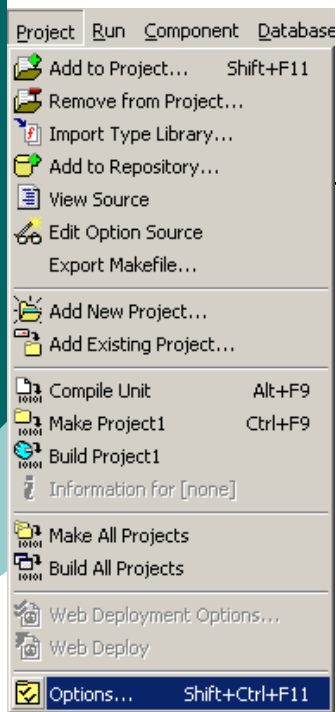 Project Run Component Database
Add to Project... Shift+F11
Remove from Project...
Import Type Library...
Add to Repository...
View Source
Edit Option Source
Export Makefile...
Add New Project...
Add Existing Project...
Compile Unit Alt+F9
Make Project1 Ctrl+F9
Build Project1
Information for [none]
Make All Projects
Build All Projects
Web Deployment Options...
Web Deploy
Options... Shift+Ctrl+F11